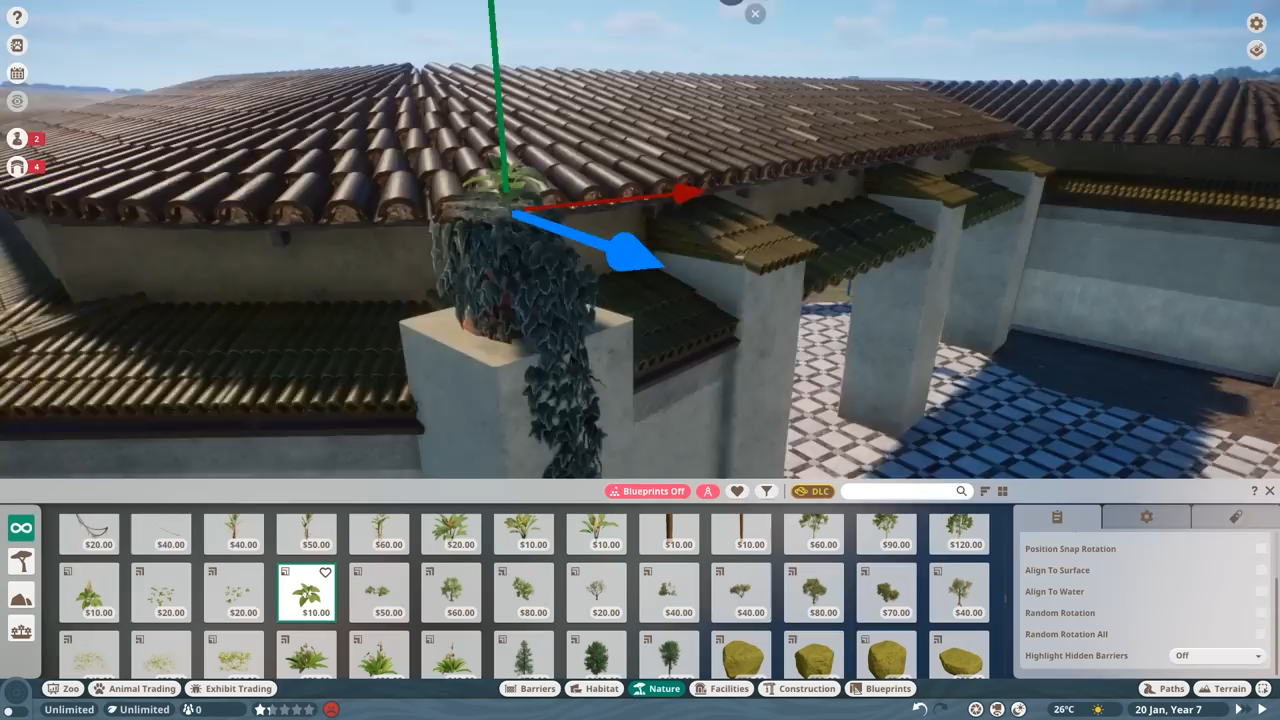 ?
2
4
Blueprints Off
DLC
?
$20.00 $40.00 $40.00 $50.00 $60.00 $20.00 $10.00 $10.00 $10.00 $10.00 $60.00 $90.00 $120.00
$10.00 $20.00 $20.00 $10.00 $50.00 $60.00 $80.00 $20.00 $40.00 $40.00 $80.00 $70.00 $40.00
Position Snap Rotation
Align To Surface
Align To Water
Random Rotation
Random Rotation All
Highlight Hidden Barriers Off
Zoo Animal Trading Exhibit Trading Barriers Habitat Nature Facilities Construction Blueprints Paths Terrain
Unlimited Unlimited 0 26°C 20 Jan, Year 7